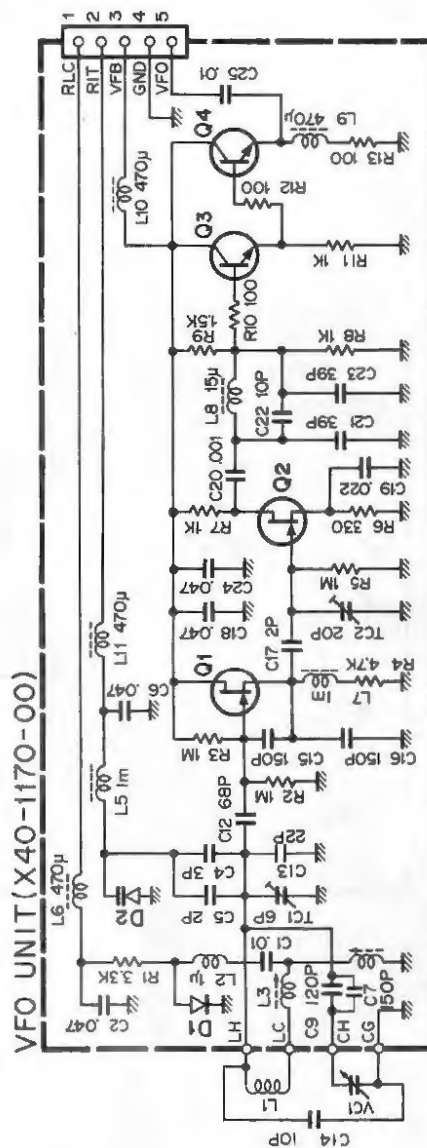 VFO UNIT(X40-1170-00)
1
RLC
2
RIT
3
VFB
4
GND
5
VFO
L6 470μ
L11 470μ
L10 470μ
C25 .01
L5 1m
C6 .047
C2 .047
R1 3.3K
D2
D1
L2 1μ
C5 2P
C4 3P
C1 .01
TC1 6P
C13
22P
C12 68P
R3 1M
R2 1M
C15
150P
C16 150P
Q1
1m
L7
R4 4.7K
C18 .047
C24 .047
C17 2P
TC2 20P
R5 1M
R7 1K
Q2
R6 330
C19 .022
C20 .001
L8 15μ
C22 10P
C21 39P
C23 39P
R9
1.5K
R8 1K
R10 100
Q3
R11 1K
R12 100
Q4
L9 470μ
R13 100
LH
LC
L3
C9
120P
C7
150P
CH
CG
L1
VC1
C14
10P